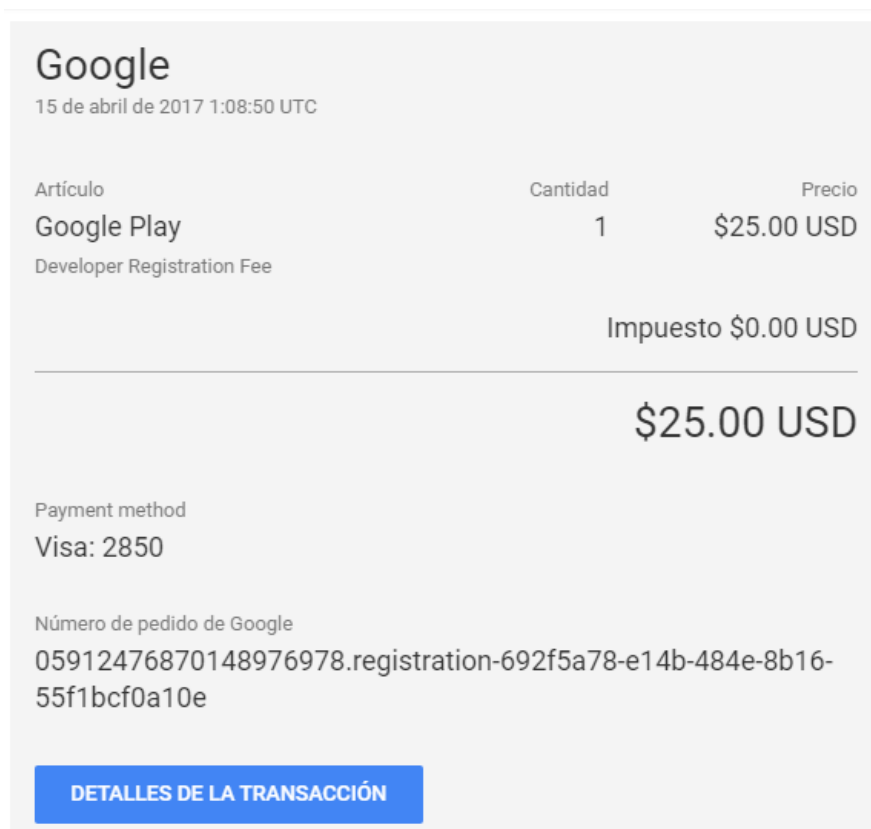 Google
15 de abril de 2017 1:08:50 UTC
Artículo Cantidad Precio
Google Play 1 $25.00 USD
Developer Registration Fee
Impuesto $0.00 USD
$25.00 USD
Payment method
Visa: 2850
Número de pedido de Google
05912476870148976978.registration-692f5a78-e14b-484e-8b16-
55f1bcf0a10e
DETALLES DE LA TRANSACCIÓN